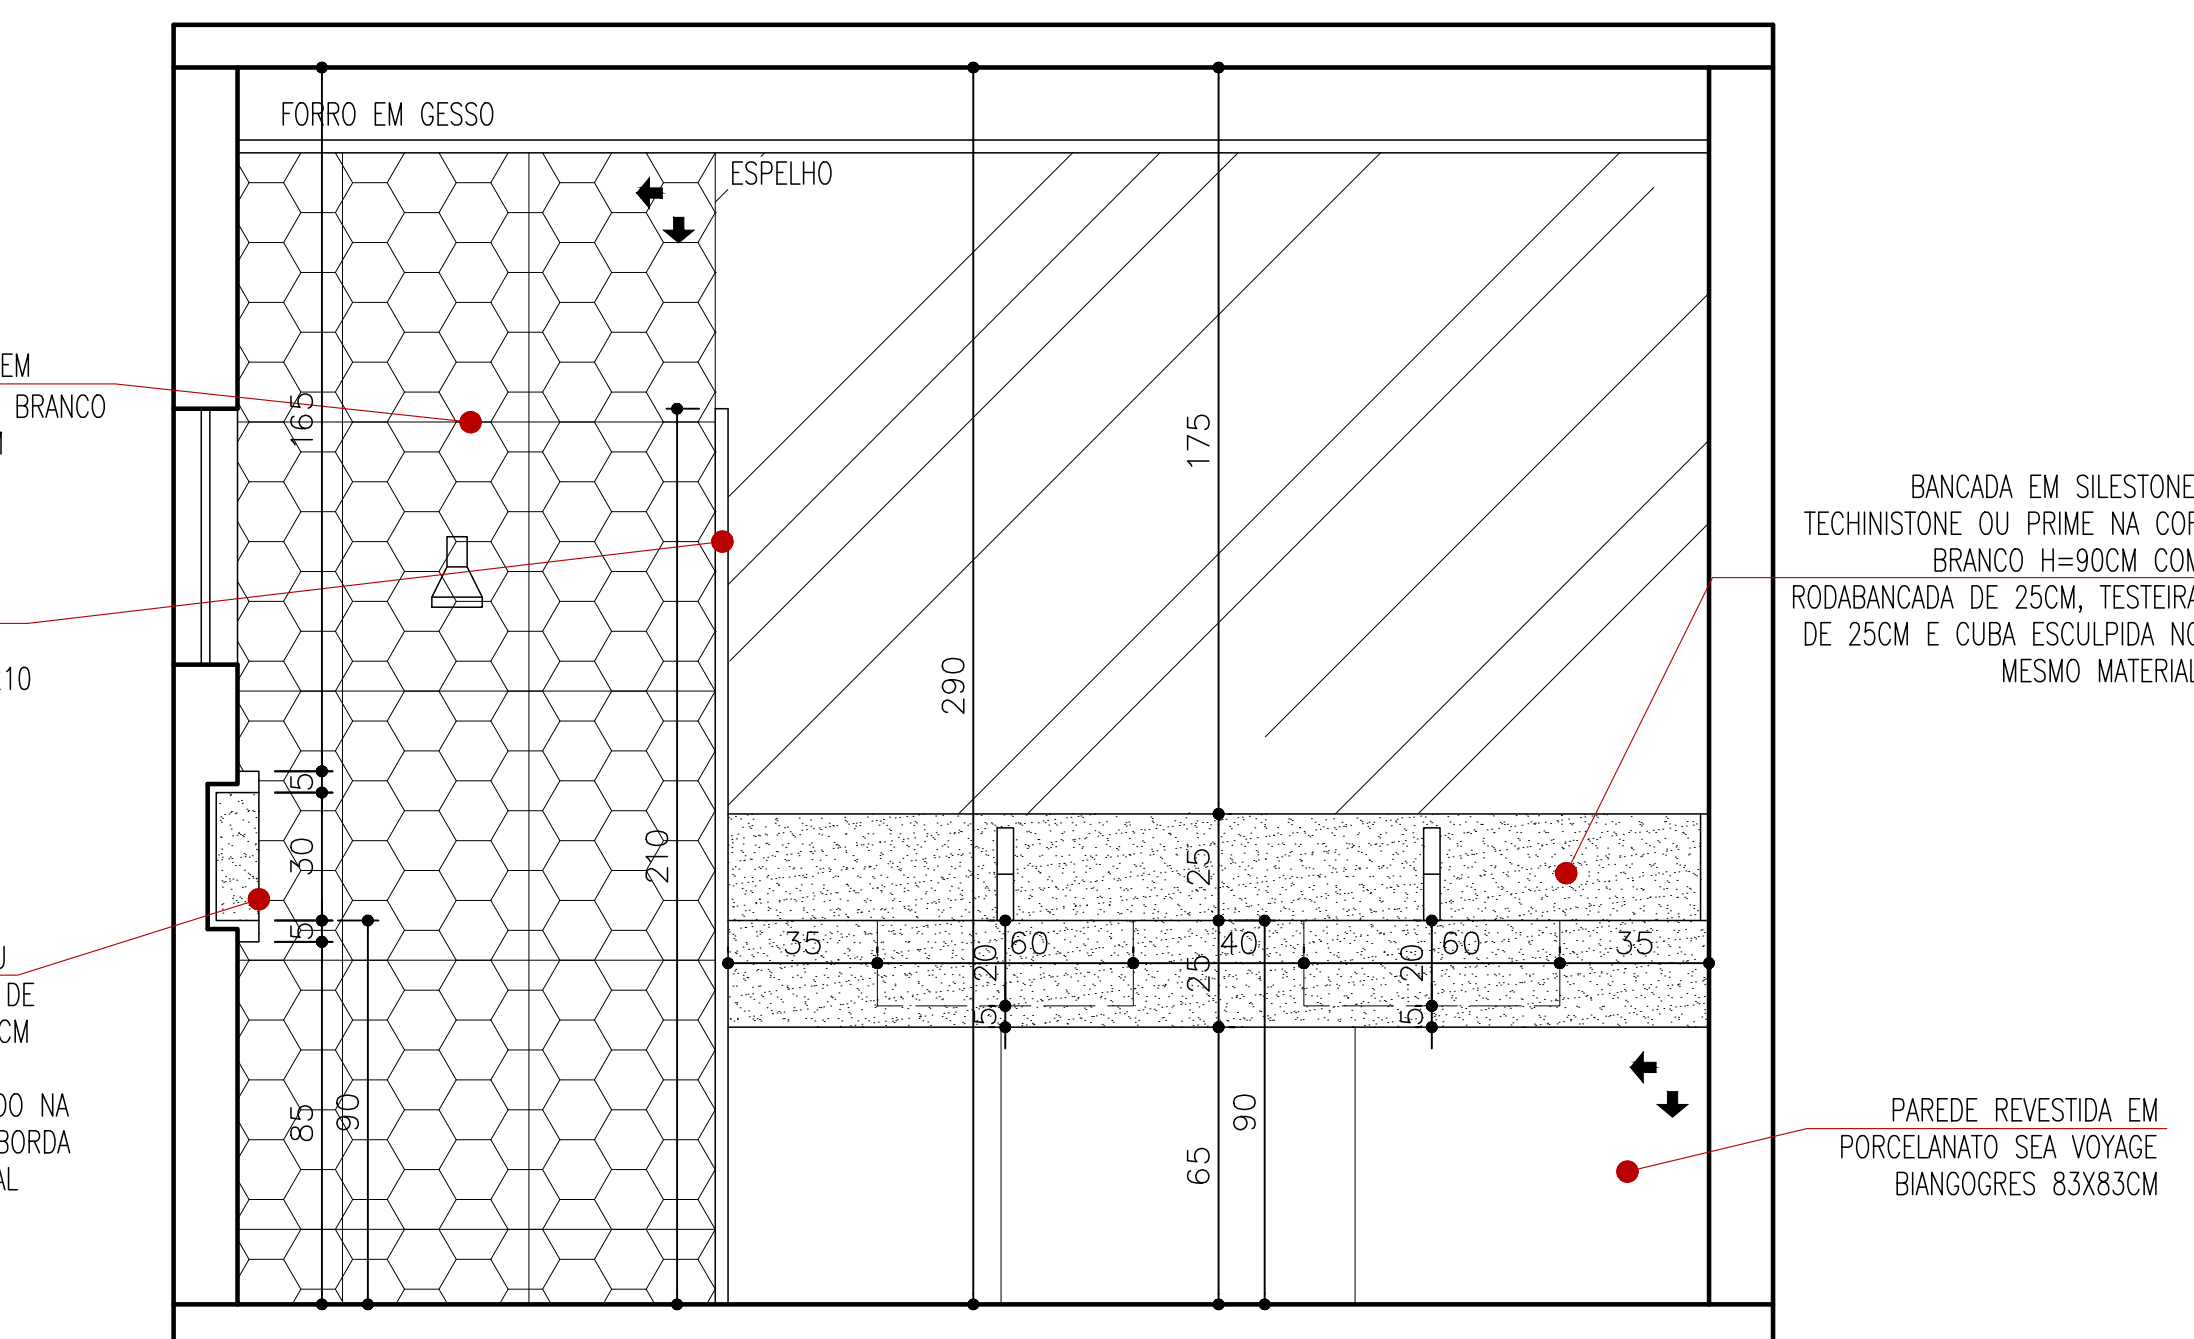 FORRO EM GESSO
ESPELHO
EM
BRANCO
165
175
BANCADA EM SILESTONE
TECHINISTONE OU PRIME NA COR
BRANCO H=90CM COM
RODABANCADA DE 25CM, TESTEIRA
DE 25CM E CUBA ESCULPIDA NO
MESMO MATERIAL
290
10
5
30
210
25
5
35
60
40
60
35
20
25
20
5
5
DE
CM
85
90
65
90
NA
BORDA
PAREDE REVESTIDA EM
PORCELANATO SEA VOYAGE
BIANGOGRES 83X83CM